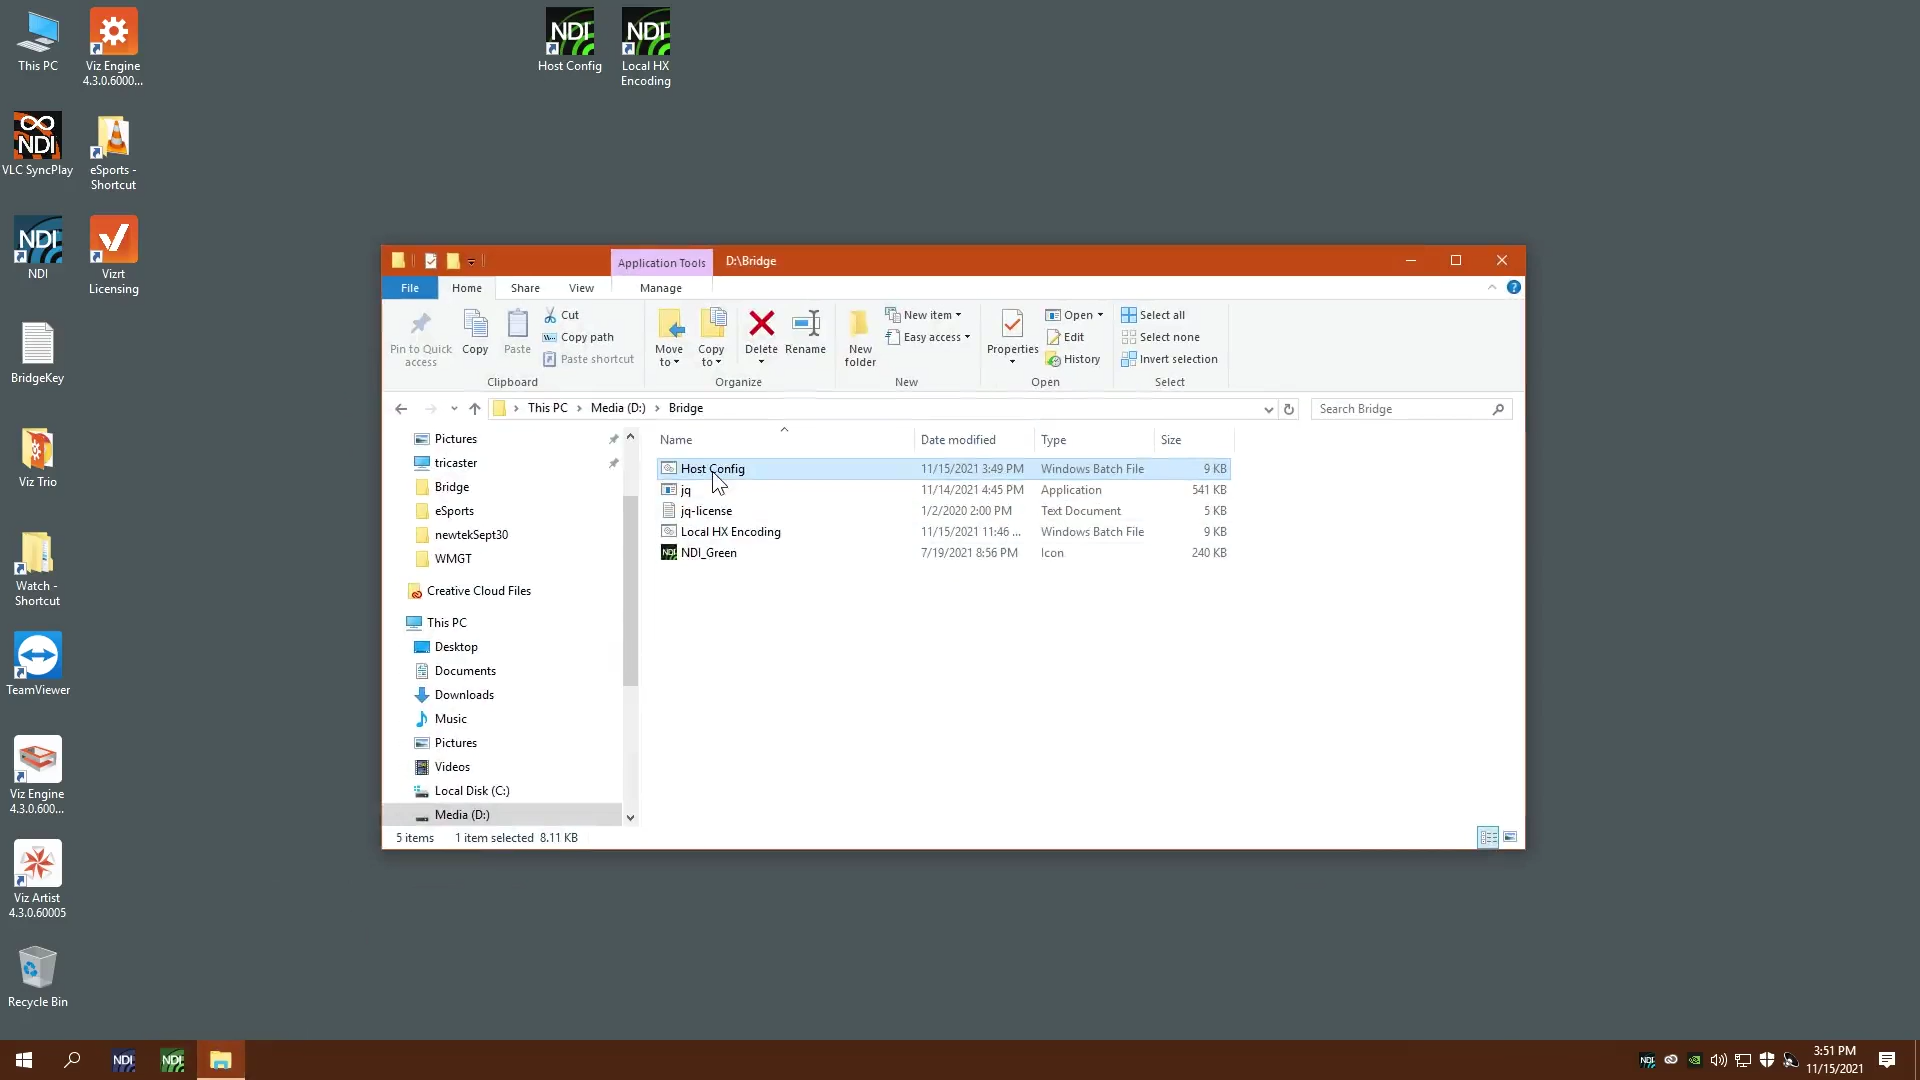 This PC
Viz Engine
4.3.0.6000...
NDI
Host Config
NDI
Local HX
Encoding
NDI
VLC SyncPlay
eSports -
Shortcut
NDI
NDI
Vizrt
Licensing
BridgeKey
Viz Trio
Watch -
Shortcut
TeamViewer
Viz Engine
4.3.0.600...
Viz Artist
4.3.0.60005
Recycle Bin
Application Tools
D:\Bridge
File
Home
Share
View
Manage
Pin to Quick
access
Copy
Paste
Cut
Copy path
Paste shortcut
Clipboard
Move
to
Copy
to
Delete
Rename
Organize
New
folder
New item
Easy access
New
Properties
Open
Edit
History
Open
Select all
Select none
Invert selection
Select
This PC > Media (D:) > Bridge
Search Bridge
Pictures
tricaster
Bridge
eSports
newtekSept30
WMGT
Creative Cloud Files
This PC
Desktop
Documents
Downloads
Music
Pictures
Videos
Local Disk (C:)
Media (D:)
Name Date modified Type Size
Host Config 11/15/2021 3:49 PM Windows Batch File 9 KB
jq 11/14/2021 4:45 PM Application 541 KB
jq-license 1/2/2020 2:00 PM Text Document 5 KB
Local HX Encoding 11/15/2021 11:46 ... Windows Batch File 9 KB
NDI_Green 7/19/2021 8:56 PM Icon 240 KB
5 items 1 item selected 8.11 KB
NDI
NDI
NDI
3:51 PM
11/15/2021